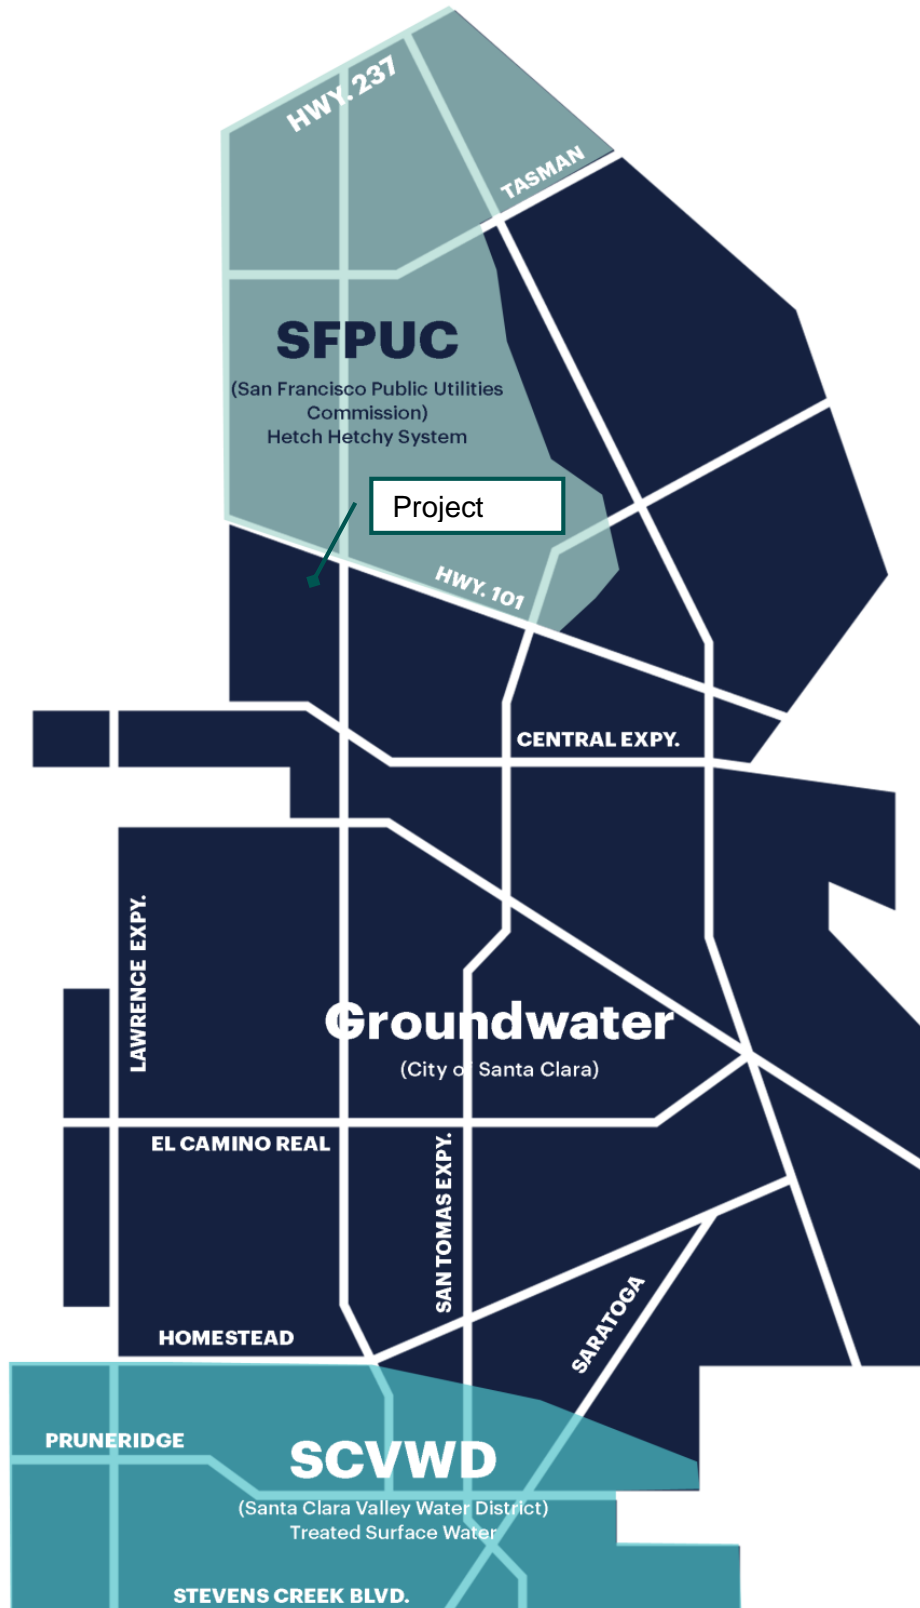 HWY. 237
TASMAN
SFPUC
(San Francisco Public Utilities
Commission)
Hetch Hetchy System
Project
HWY. 101
CENTRAL EXPY.
LAWRENCE EXPY.
Groundwater
(City of Santa Clara)
EL CAMINO REAL
SAN TOMAS EXPY.
SARATOGA
HOMESTEAD
PRUNERIDGE
SCVWD
(Santa Clara Valley Water District)
Treated Surface Water
STEVENS CREEK BLVD.